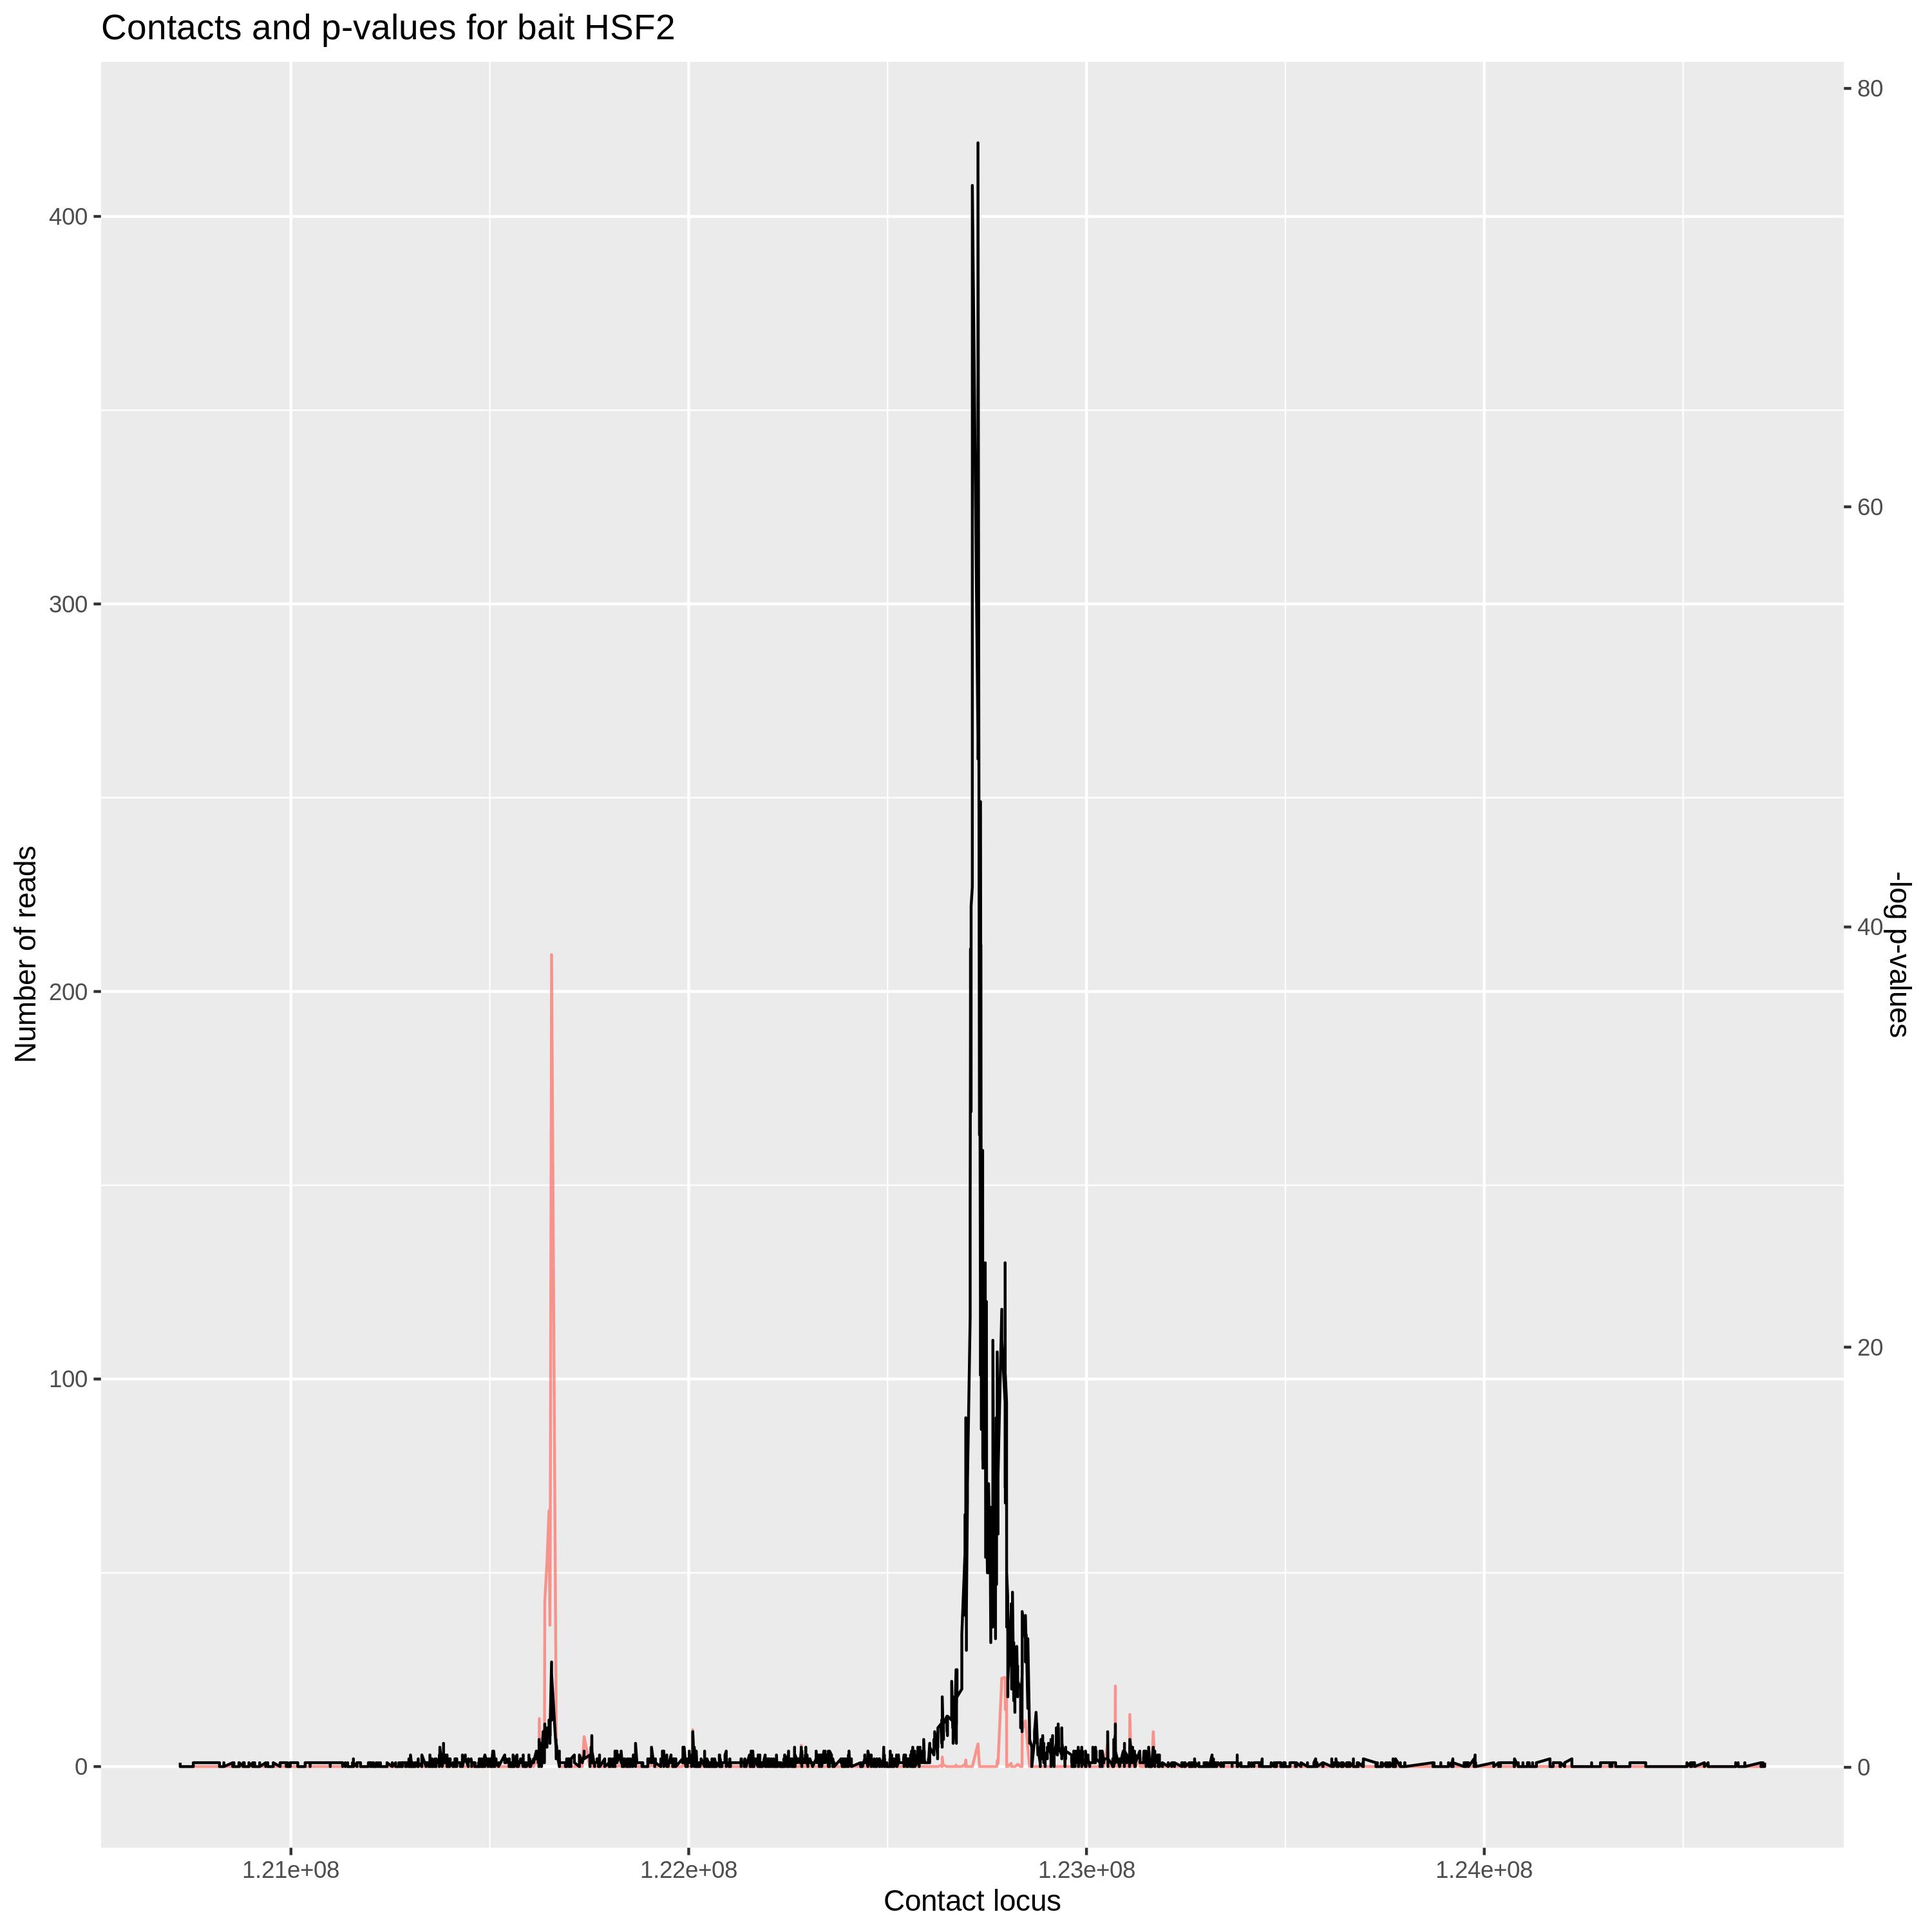 Contacts and p-values for bait HSF2
80
400
60
300
Number of reads
-log p-values
40
200
20
100
0
0
1.21e+08
1.22e+08
1.23e+08
1.24e+08
Contact locus